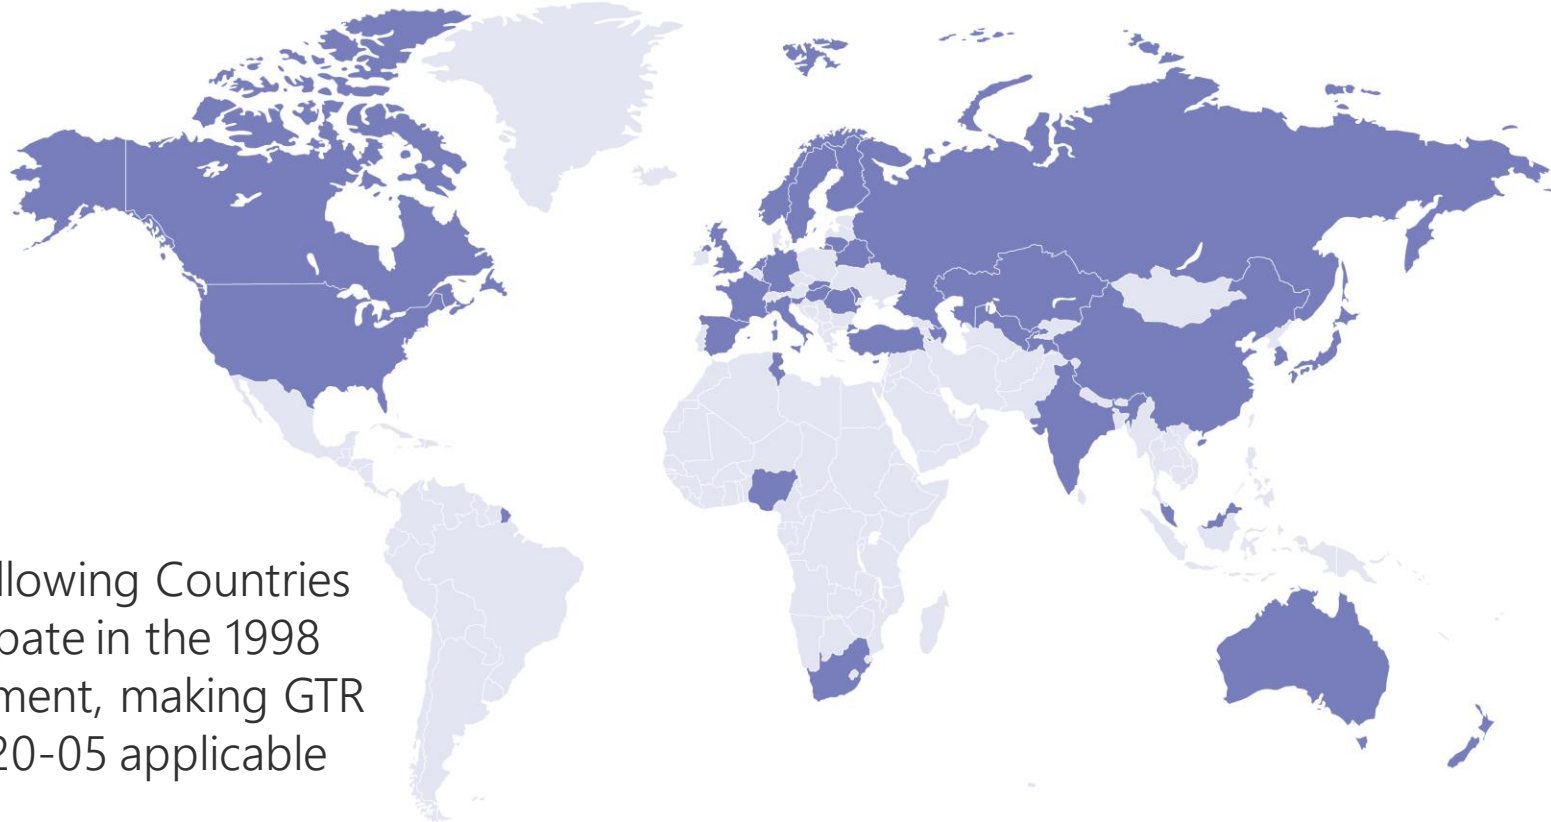 llowing Countries
pate in the 1998
ment, making GTR
20-05 applicable